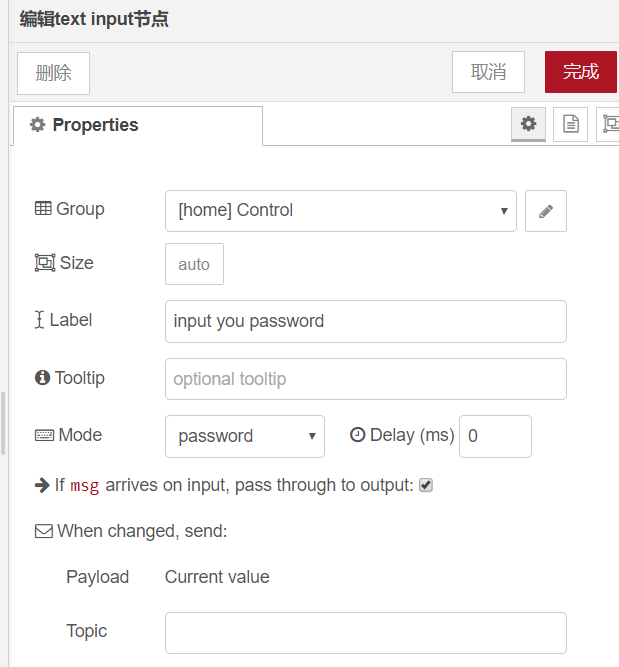 编辑text input节点
删除 取消 完成
Properties
Group [home] Control
Size auto
Label input you password
Tooltip optional tooltip
Mode password Delay (ms) 0
If msg arrives on input, pass through to output:
When changed, send:
Payload Current value
Topic